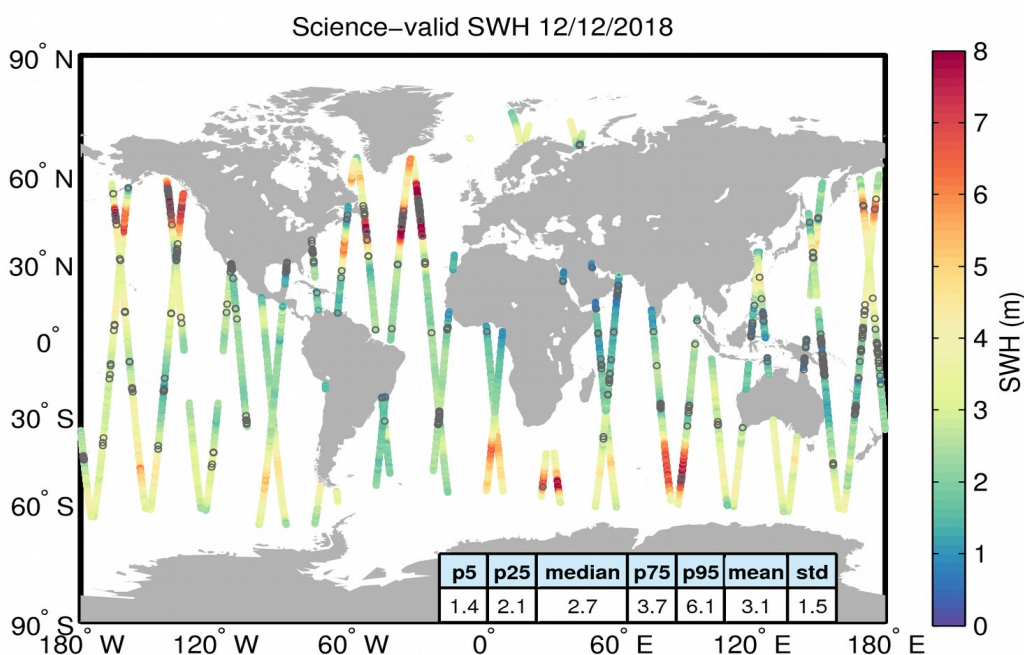 Science−valid SWH 12/12/2018
90° N
60° N
30° N
0°
30° S
60° S
90° S
180° W
120° W
60° W
0°
60° E
120° E
180° E
p5 p25 median p75 p95 mean std
1.4 2.1 2.7 3.7 6.1 3.1 1.5
8
7
6
5
4
3
2
1
0
SWH (m)